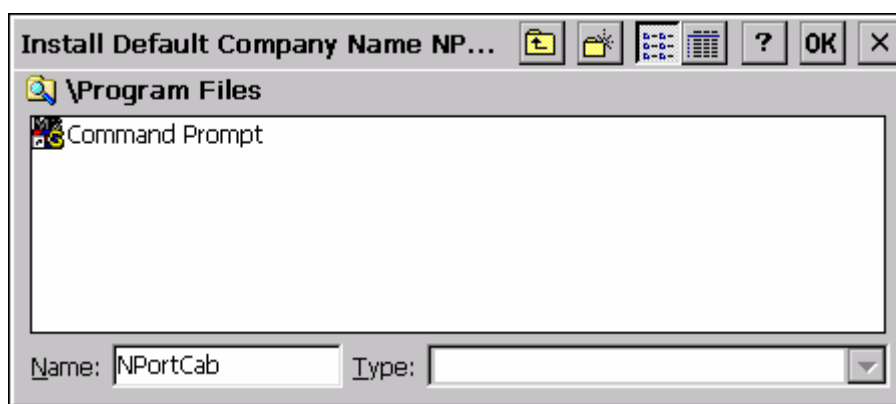 Install Default Company Name NP... ? OK ×
\Program Files
Command Prompt
Name: NPortCab Type: